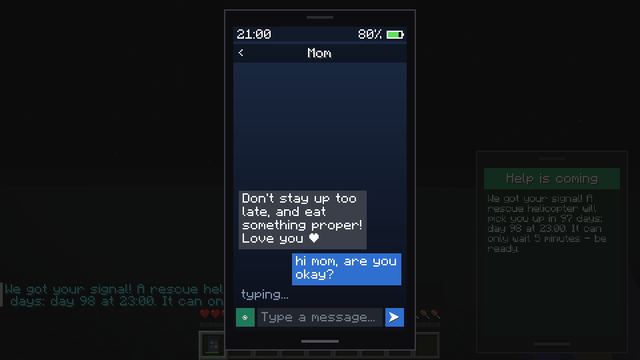 21:00 80%
< Mom
Don't stay up too
late, and eat
something proper!
Love you ♥
hi mom, are you
okay?
typing...
Type a message...
Help is coming
We got your signal! A
rescue helicopter will
pick you up in 97 days:
day 98 at 23:00. It can
only wait 5 minutes - be
ready.
We got your signal! A rescue hel
days: day 98 at 23:00. It can on